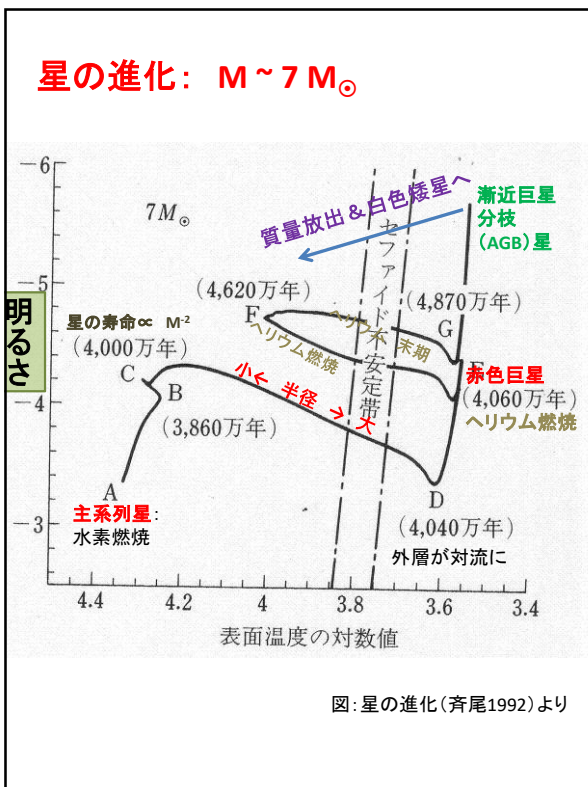 星の進化: M ~ 7 M☉
−6
−5
−4
−3
7M☉
明るさ
質量放出&白色矮星へ
漸近巨星
分枝
(AGB)星
セファイド不安定帯
(4,620万年)
(4,870万年)
F
G
E
ヘリウム燃焼
ヘリウム 末期
星の寿命∝ M-2
(4,000万年)
C
B
小← 半径 → 大
赤色巨星
(4,060万年)
ヘリウム燃焼
(3,860万年)
A
D
主系列星:
水素燃焼
(4,040万年)
外層が対流に
4.4 4.2 4 3.8 3.6 3.4
表面温度の対数値
図:星の進化(斉尾1992)より